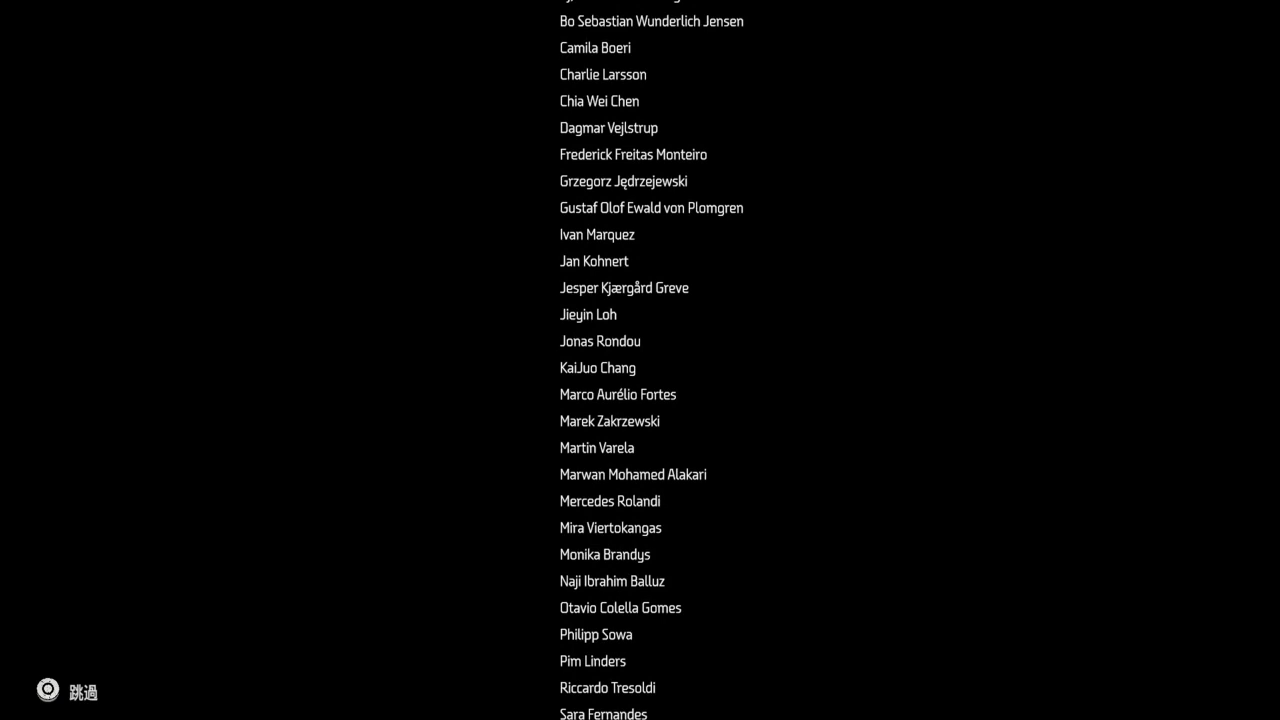 Bo Sebastian Wunderlich Jensen
Camila Boeri
Charlie Larsson
Chia Wei Chen
Dagmar Vejlstrup
Frederick Freitas Monteiro
Grzegorz Jędrzejewski
Gustaf Olof Ewald von Plomgren
Ivan Marquez
Jan Kohnert
Jesper Kjærgård Greve
Jieyin Loh
Jonas Rondou
KaiJuo Chang
Marco Aurélio Fortes
Marek Zakrzewski
Martin Varela
Marwan Mohamed Alakari
Mercedes Rolandi
Mira Viertokangas
Monika Brandys
Naji Ibrahim Balluz
Otavio Colella Gomes
Philipp Sowa
Pim Linders
Riccardo Tresoldi
跳過
Sara Fernandes